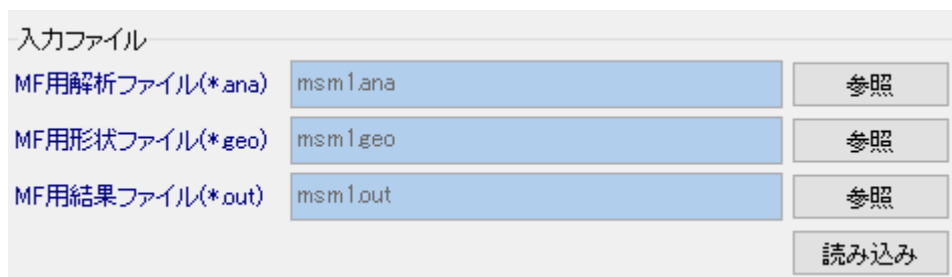 入力ファイル
MF用解析ファイル(*.ana) msm1.ana 参照
MF用形状ファイル(*.geo) msm1.geo 参照
MF用結果ファイル(*.out) msm1.out 参照
読み込み